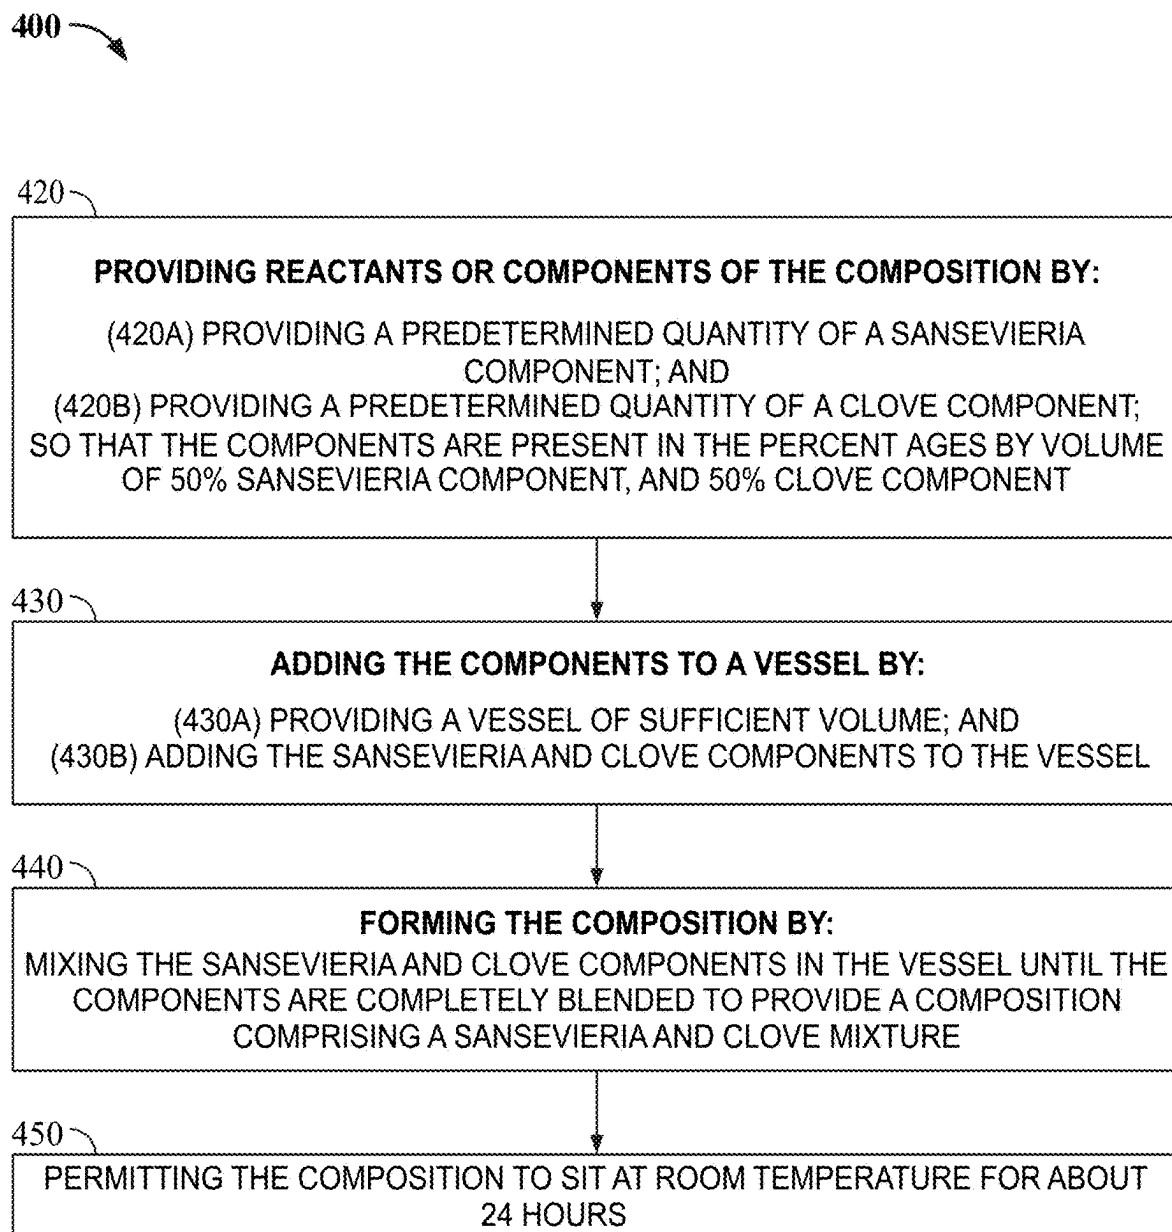 400
420
PROVIDING REACTANTS OR COMPONENTS OF THE COMPOSITION BY:
(420A) PROVIDING A PREDETERMINED QUANTITY OF A SANSEVIERIA
COMPONENT; AND
(420B) PROVIDING A PREDETERMINED QUANTITY OF A CLOVE COMPONENT;
SO THAT THE COMPONENTS ARE PRESENT IN THE PERCENT AGES BY VOLUME
OF 50% SANSEVIERIA COMPONENT, AND 50% CLOVE COMPONENT
430
ADDING THE COMPONENTS TO A VESSEL BY:
(430A) PROVIDING A VESSEL OF SUFFICIENT VOLUME; AND
(430B) ADDING THE SANSEVIERIA AND CLOVE COMPONENTS TO THE VESSEL
440
FORMING THE COMPOSITION BY:
MIXING THE SANSEVIERIA AND CLOVE COMPONENTS IN THE VESSEL UNTIL THE
COMPONENTS ARE COMPLETELY BLENDED TO PROVIDE A COMPOSITION
COMPRISING A SANSEVIERIA AND CLOVE MIXTURE
450
PERMITTING THE COMPOSITION TO SIT AT ROOM TEMPERATURE FOR ABOUT
24 HOURS